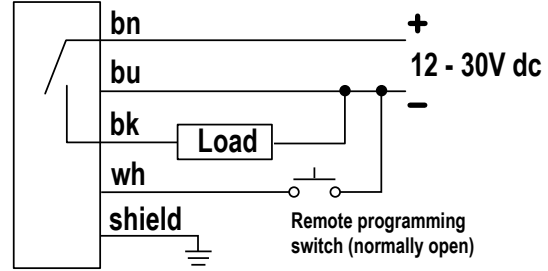 bn
+
12 - 30V dc
bu
–
bk
Load
wh
shield
Remote programming
switch (normally open)